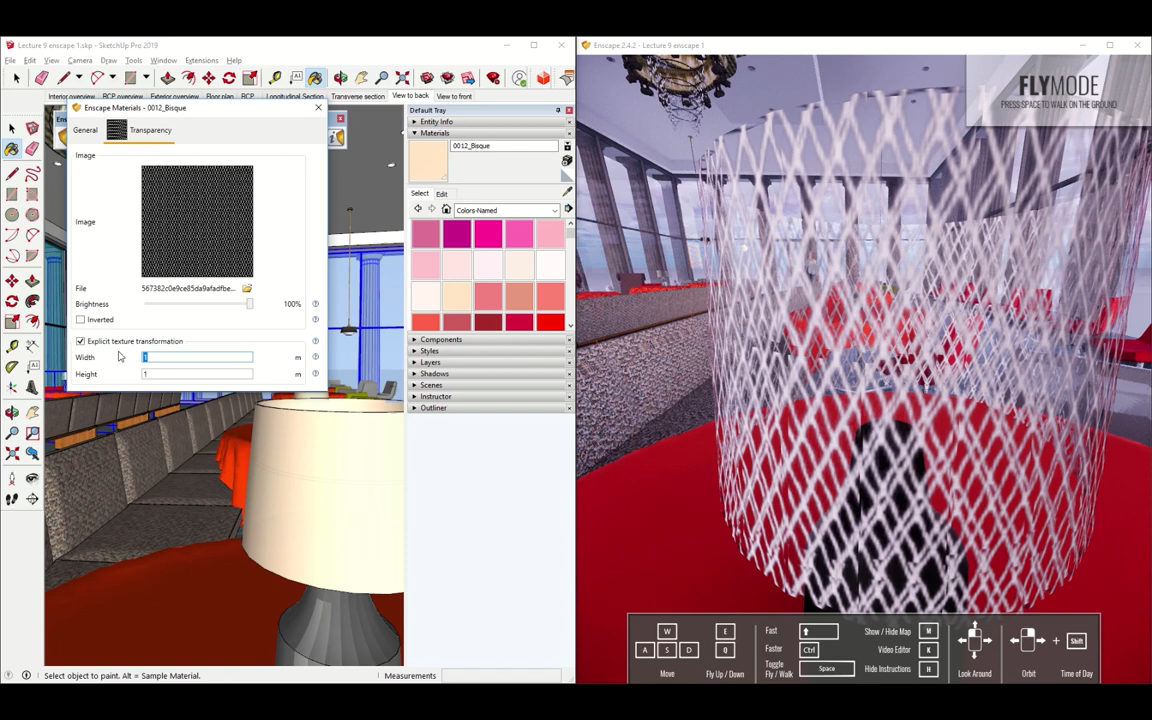 Lecture 9 enscape 1.skp - SketchUp Pro 2019
File Edit View Camera Draw Tools Window Extensions Help
Interior overview RCP overview Exterior overview Floor plan RCP Longitudinal Section Transverse section View to back View to front
Enscape Materials - 0012_Bisque
General Transparency
Image
Image
File 567382c0e9ce85da9afadfbe...
Brightness 100%
Inverted
Explicit texture transformation
Width 1 m
Height 1 m
Default Tray
Entity Info
Materials
0012_Bisque
Select Edit
Colors-Named
Components
Styles
Layers
Shadows
Scenes
Instructor
Outliner
Select object to paint. Alt = Sample Material.
Measurements
Enscape 2.4.2 - Lecture 9 enscape 1
FLYMODE
PRESS SPACE TO WALK ON THE GROUND
W
A S D
Move
E
Q
Fly Up / Down
Fast
Faster Ctrl
Toggle Fly / Walk Space
Show / Hide Map M
Video Editor K
Hide Instructions H
Look Around
Orbit
+ Shift
Time of Day